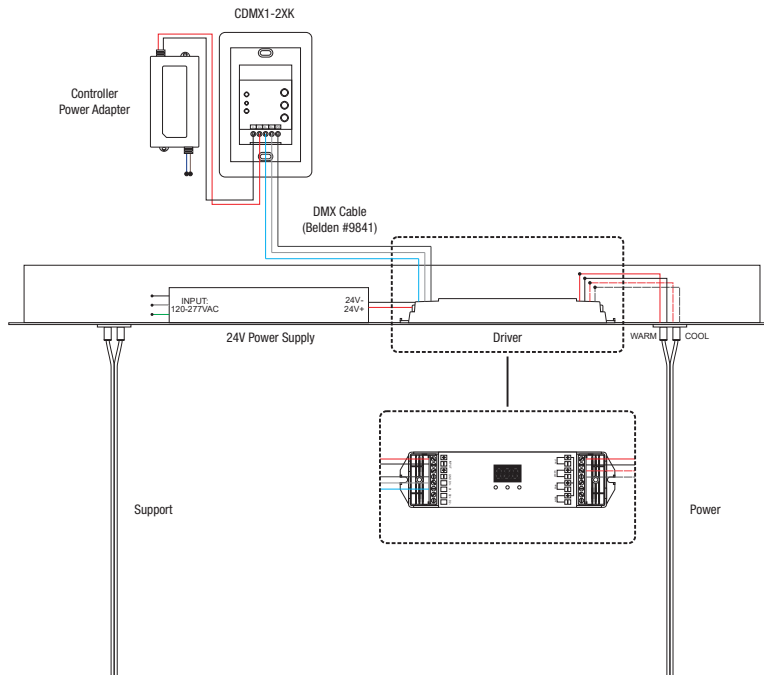 CDMX1-2XK
Controller
Power Adapter
DMX Cable
(Belden #9841)
INPUT:
120-277VAC
24V-
24V+
24V Power Supply
Driver
WARM
COOL
Support
Power